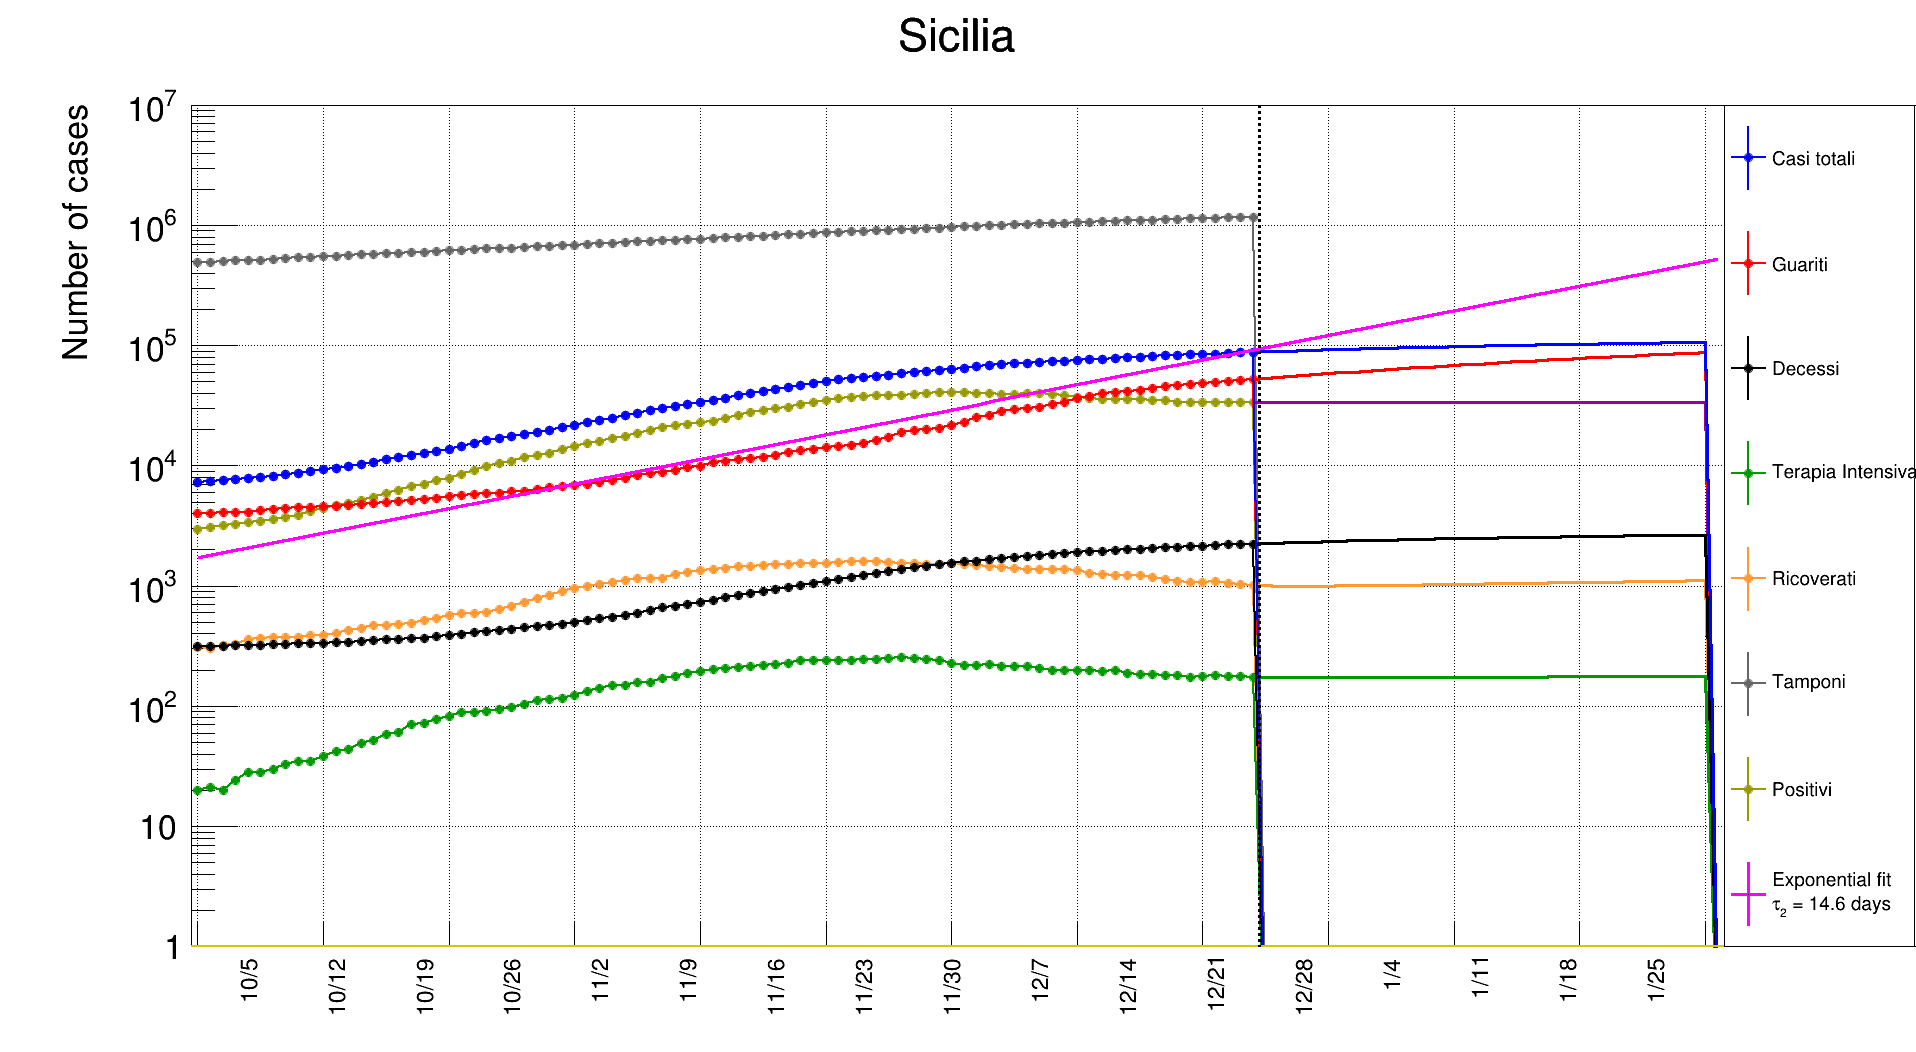 Sicilia
Number of cases
10^7
10^6
10^5
10^4
10^3
10^2
10
1
10/5 10/12 10/19 10/26 11/2 11/9 11/16 11/23 11/30 12/7 12/14 12/21 12/28 1/4 1/11 1/18 1/25
Casi totali
Guariti
Decessi
Terapia Intensiva
Ricoverati
Tamponi
Positivi
Exponential fit
τ_2 = 14.6 days